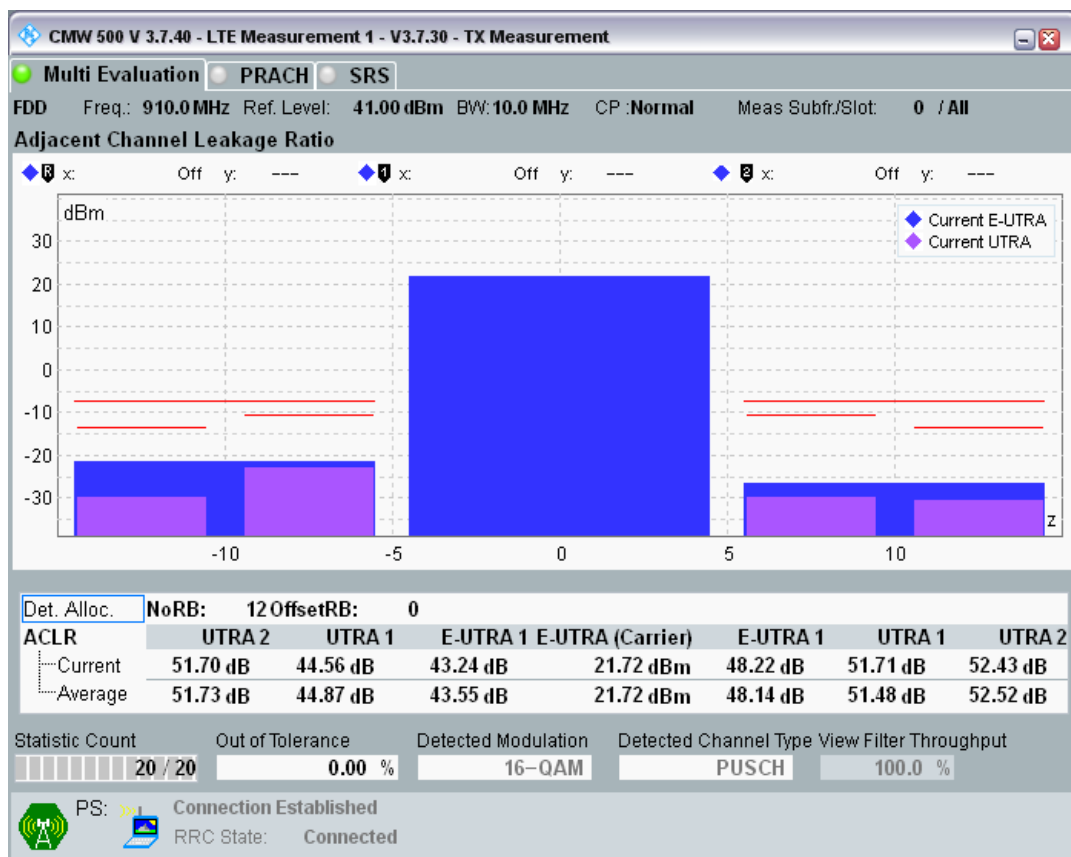 CMW 500 V 3.7.40 - LTE Measurement 1 - V3.7.30 - TX Measurement
Multi Evaluation PRACH SRS
FDD Freq.: 910.0 MHz Ref. Level: 41.00 dBm BW: 10.0 MHz CP :Normal Meas Subfr./Slot: 0 / All
Adjacent Channel Leakage Ratio
R x: Off y: --- 1 x: Off y: --- 2 x: Off y: ---
dBm
Current E-UTRA
Current UTRA
30
20
10
0
-10
-20
-30
z
-10 -5 0 5 10
Det. Alloc. NoRB: 12 OffsetRB: 0
ACLR UTRA 2 UTRA 1 E-UTRA 1 E-UTRA (Carrier) E-UTRA 1 UTRA 1 UTRA 2
Current 51.70 dB 44.56 dB 43.24 dB 21.72 dBm 48.22 dB 51.71 dB 52.43 dB
Average 51.73 dB 44.87 dB 43.55 dB 21.72 dBm 48.14 dB 51.48 dB 52.52 dB
Statistic Count Out of Tolerance Detected Modulation Detected Channel Type View Filter Throughput
20 / 20 0.00 % 16-QAM PUSCH 100.0 %
PS: Connection Established
RRC State: Connected